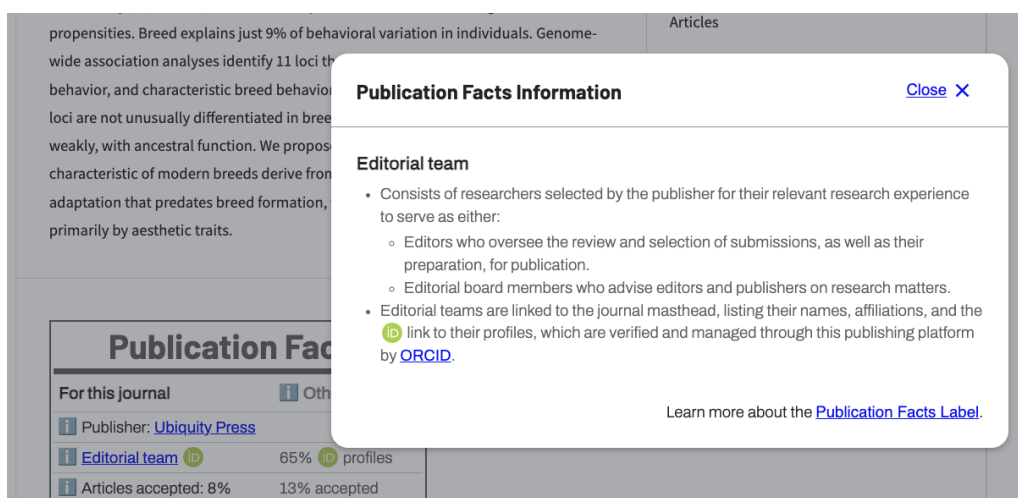 Articles
propensities. Breed explains just 9% of behavioral variation in individuals. Genome-
wide association analyses identify 11 loci
behavior, and characteristic breed
loci are not unusually differentiated in
weakly, with ancestral function. We
characteristic of modern breeds derive
adaptation that predates breed formation,
primarily by aesthetic traits.
Publication Facts Information
Close ×
Editorial team
• Consists of researchers selected by the publisher for their relevant research experience
to serve as either:
◦ Editors who oversee the review and selection of submissions, as well as their
preparation, for publication.
◦ Editorial board members who advise editors and publishers on research matters.
• Editorial teams are linked to the journal masthead, listing their names, affiliations, and the
iD link to their profiles, which are verified and managed through this publishing platform
by ORCID.
Learn more about the Publication Facts Label.
Publication
For this journal
i Publisher: Ubiquity Press
i Editorial team iD 65% iD profiles
i Articles accepted: 8% 13% accepted